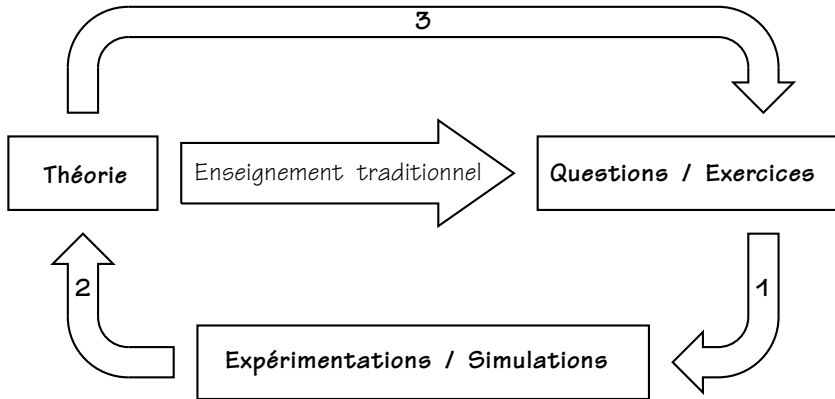 3
Théorie
Enseignement traditionnel
Questions / Exercices
2
1
Expérimentations / Simulations